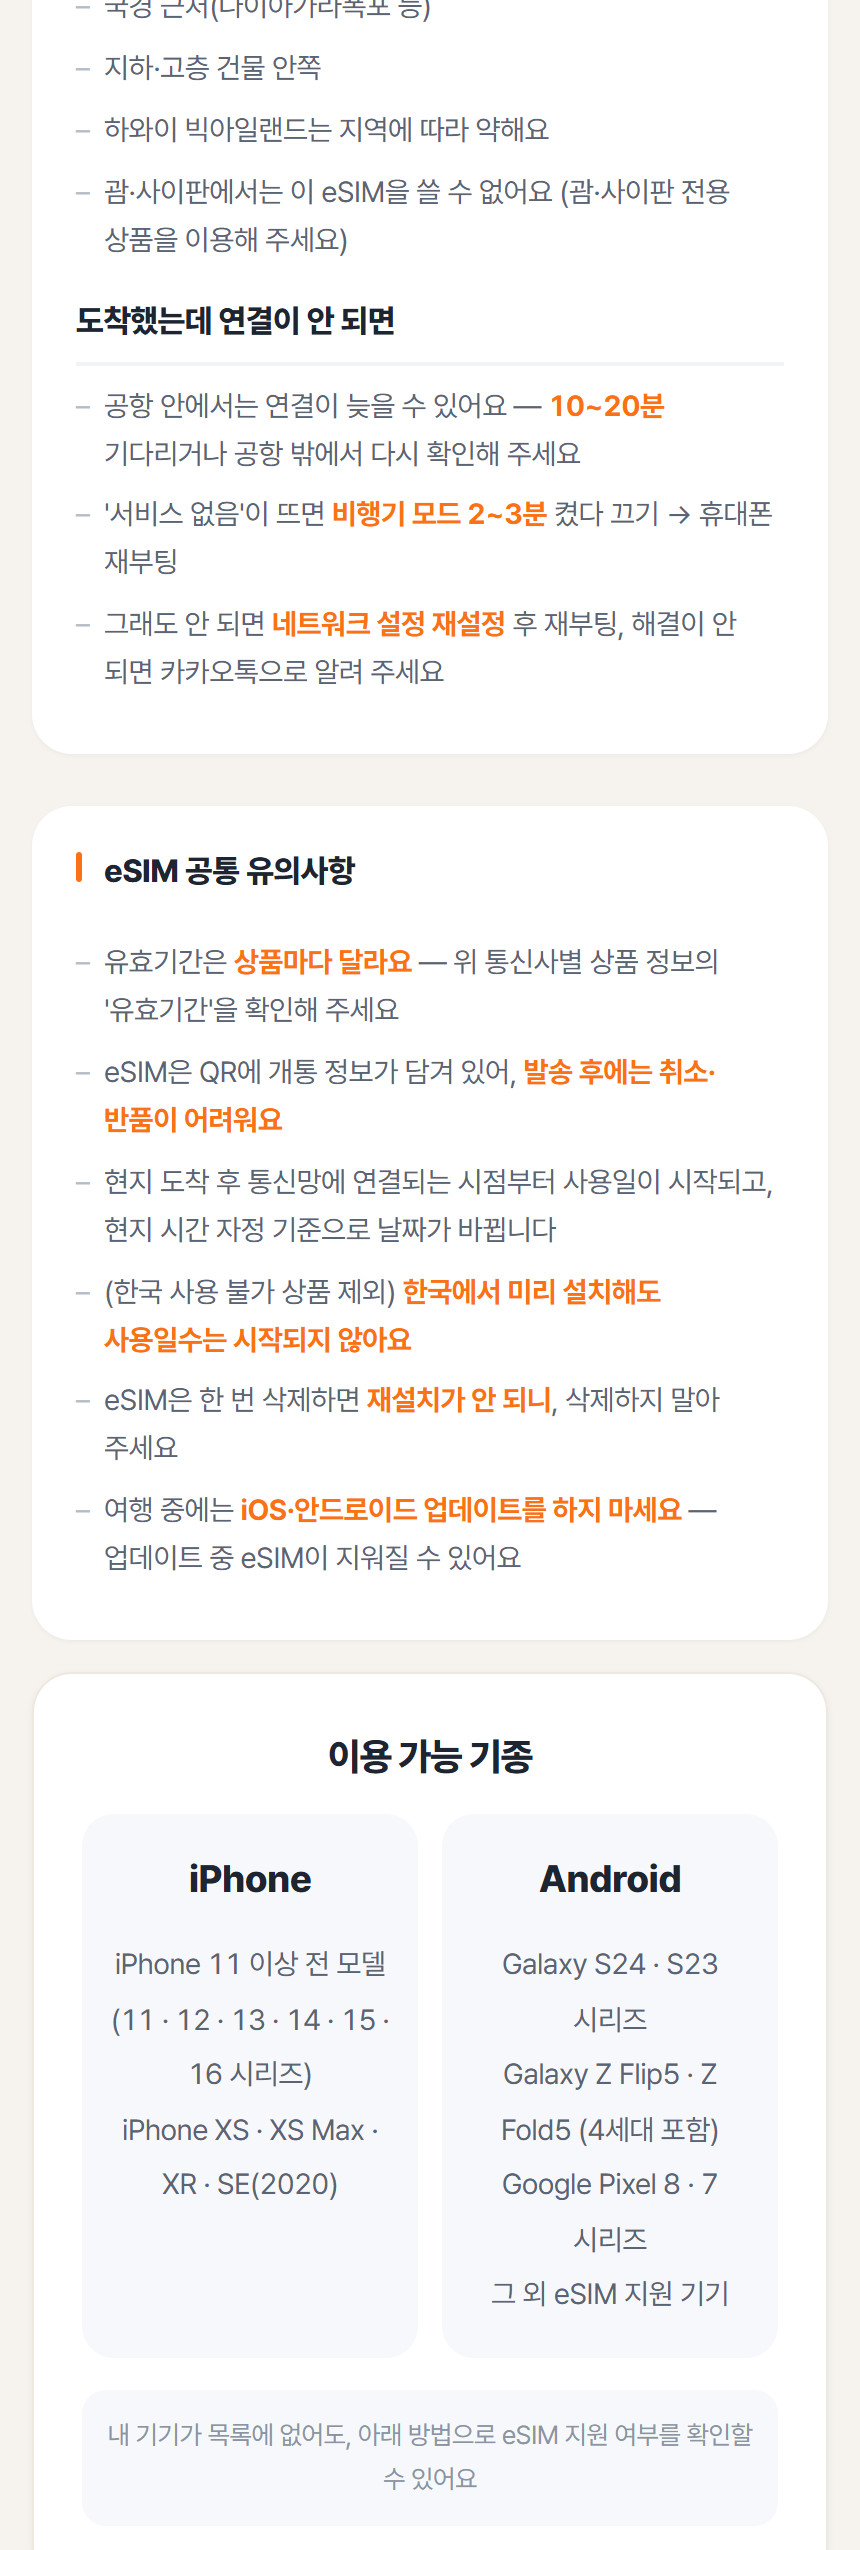 – 국경 근처(나이아가라폭포 등)
– 지하·고층 건물 안쪽
– 하와이 빅아일랜드는 지역에 따라 약해요
– 괌·사이판에서는 이 eSIM을 쓸 수 없어요 (괌·사이판 전용
상품을 이용해 주세요)
도착했는데 연결이 안 되면
– 공항 안에서는 연결이 늦을 수 있어요 — 10~20분
기다리거나 공항 밖에서 다시 확인해 주세요
– '서비스 없음'이 뜨면 비행기 모드 2~3분 켰다 끄기 → 휴대폰
재부팅
– 그래도 안 되면 네트워크 설정 재설정 후 재부팅, 해결이 안
되면 카카오톡으로 알려 주세요
eSIM 공통 유의사항
– 유효기간은 상품마다 달라요 — 위 통신사별 상품 정보의
'유효기간'을 확인해 주세요
– eSIM은 QR에 개통 정보가 담겨 있어, 발송 후에는 취소·
반품이 어려워요
– 현지 도착 후 통신망에 연결되는 시점부터 사용일이 시작되고,
현지 시간 자정 기준으로 날짜가 바뀝니다
– (한국 사용 불가 상품 제외) 한국에서 미리 설치해도
사용일수는 시작되지 않아요
– eSIM은 한 번 삭제하면 재설치가 안 되니, 삭제하지 말아
주세요
– 여행 중에는 iOS·안드로이드 업데이트를 하지 마세요 —
업데이트 중 eSIM이 지워질 수 있어요
이용 가능 기종
iPhone
iPhone 11 이상 전 모델
(11 · 12 · 13 · 14 · 15 ·
16 시리즈)
iPhone XS · XS Max ·
XR · SE(2020)
Android
Galaxy S24 · S23
시리즈
Galaxy Z Flip5 · Z
Fold5 (4세대 포함)
Google Pixel 8 · 7
시리즈
그 외 eSIM 지원 기기
내 기기가 목록에 없어도, 아래 방법으로 eSIM 지원 여부를 확인할
수 있어요